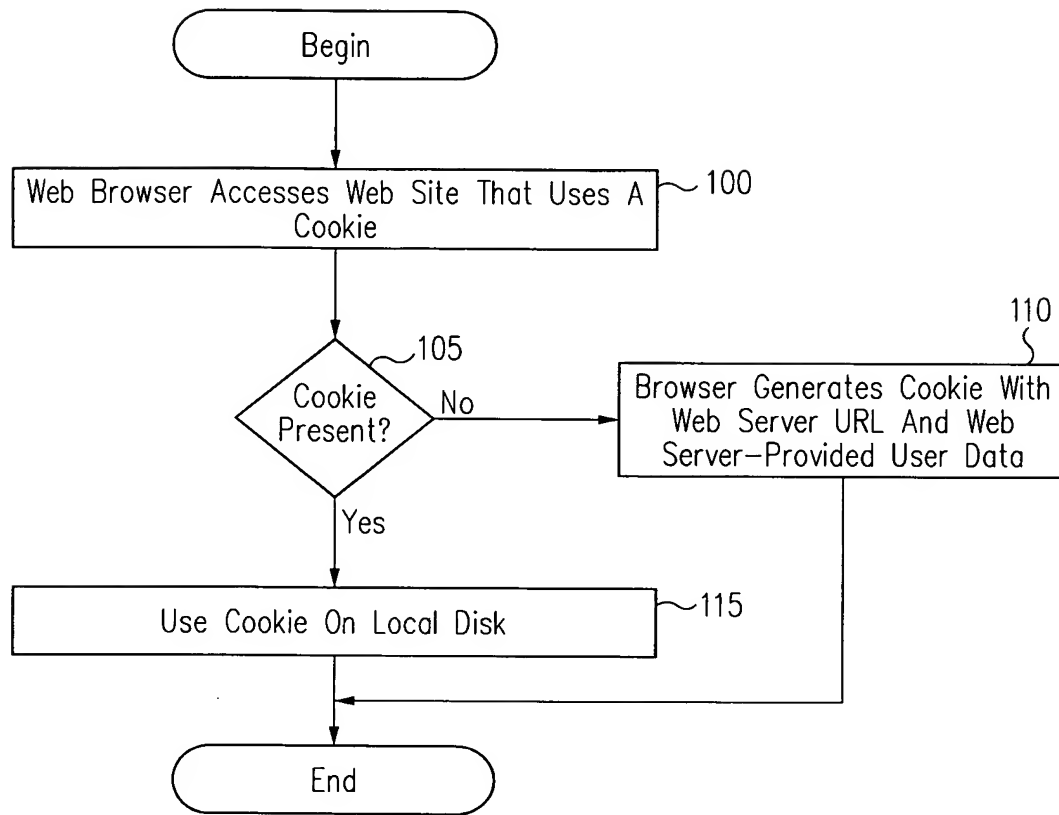 Begin
Web Browser Accesses Web Site That Uses A
Cookie
100
105
Cookie
Present?
No
110
Browser Generates Cookie With
Web Server URL And Web
Server-Provided User Data
Yes
Use Cookie On Local Disk
115
End